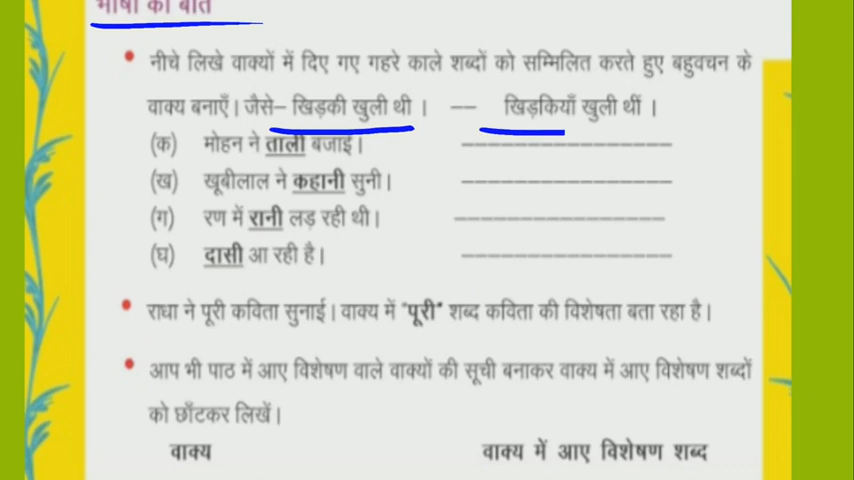 भाषा की बात
नीचे लिखे वाक्यों में दिए गए गहरे काले शब्दों को सम्मिलित करते हुए बहुवचन के
वाक्य बनाएँ। जैसे– खिड़की खुली थी । –– खिड़कियाँ खुली थीं ।
(क) मोहन ने ताली बजाई।
(ख) खूबीलाल ने कहानी सुनी।
(ग) रण में रानी लड़ रही थी।
(घ) दासी आ रही है।
राधा ने पूरी कविता सुनाई। वाक्य में "पूरी" शब्द कविता की विशेषता बता रहा है।
आप भी पाठ में आए विशेषण वाले वाक्यों की सूची बनाकर वाक्य में आए विशेषण शब्दों
को छाँटकर लिखें।
वाक्य वाक्य में आए विशेषण शब्द